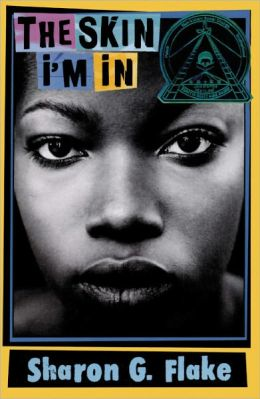 THE SKIN
I'M IN
Sharon G. Flake